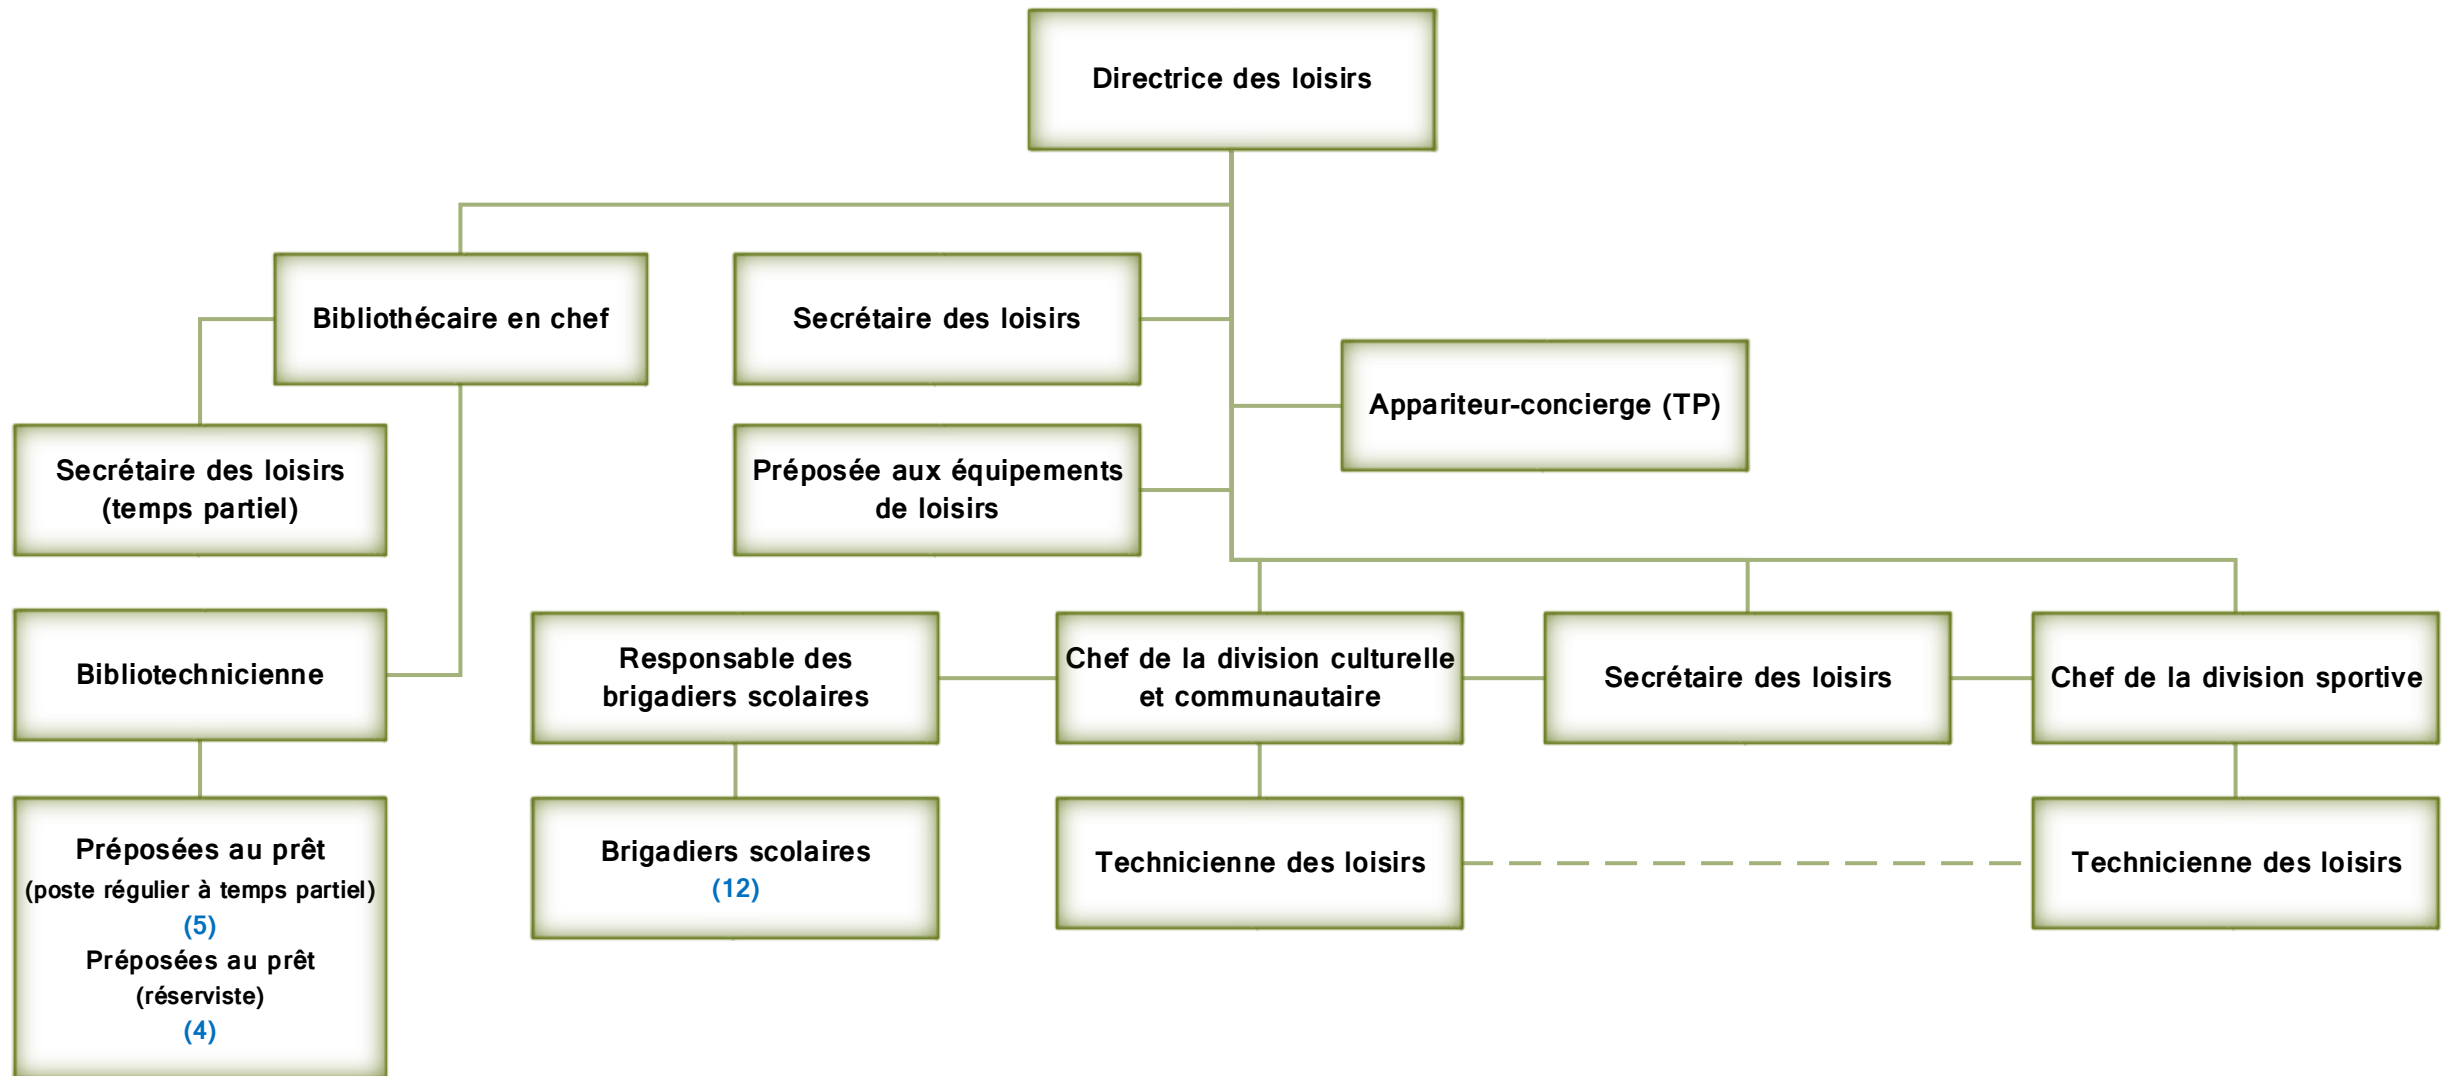 Directrice des loisirs
Bibliothécaire en chef
Secrétaire des loisirs
Appariteur-concierge (TP)
Secrétaire des loisirs
(temps partiel)
Préposée aux équipements
de loisirs
Bibliotechnicienne
Responsable des
brigadiers scolaires
Chef de la division culturelle
et communautaire
Secrétaire des loisirs
Chef de la division sportive
Préposées au prêt
(poste régulier à temps partiel)
(5)
Préposées au prêt
(réserviste)
(4)
Brigadiers scolaires
(12)
Technicienne des loisirs
Technicienne des loisirs